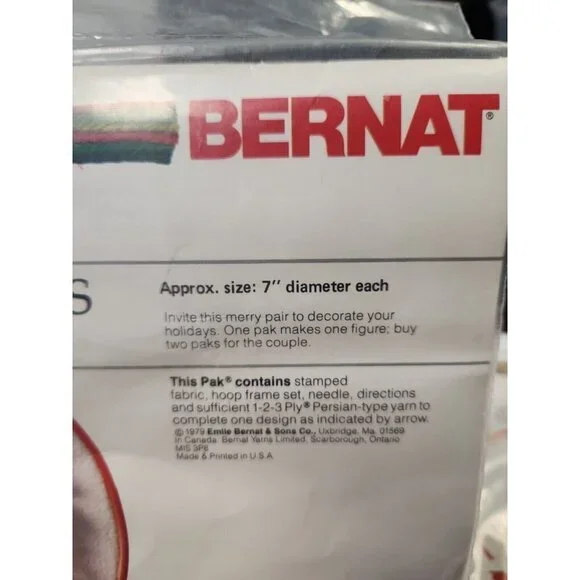 BERNAT®
S
Approx. size: 7'' diameter each
Invite this merry pair to decorate your
holidays. One pak makes one figure; buy
two paks for the couple.
This Pak® contains stamped
fabric, hoop frame set, needle, directions
and sufficient 1-2-3 Ply® Persian-type yarn to
complete one design as indicated by arrow.
© 1979 Emile Bernat & Sons Co., Uxbridge, Ma. 01569
In Canada: Bernat Yarns Limited, Scarborough, Ontario
MIS 3P8
Made & Printed in U.S.A.